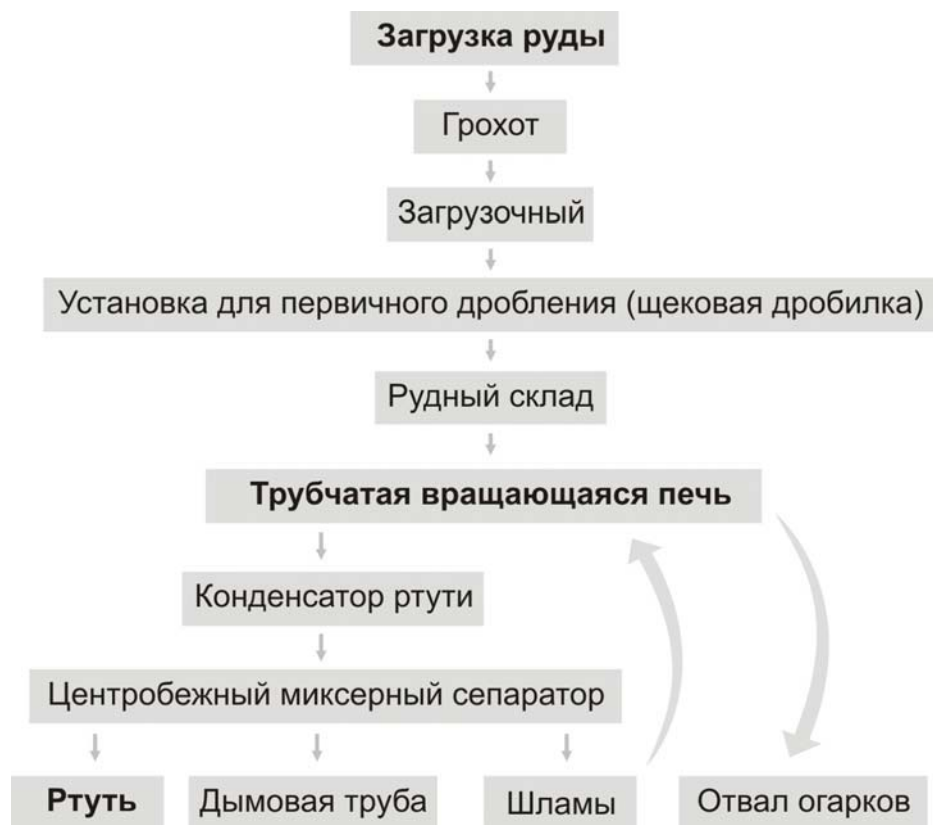 Загрузка руды
Грохот
Загрузочный
Установка для первичного дробления (щековая дробилка)
Рудный склад
Трубчатая вращающаяся печь
Конденсатор ртути
Центробежный миксерный сепаратор
Ртуть
Дымовая труба
Шламы
Отвал огарков